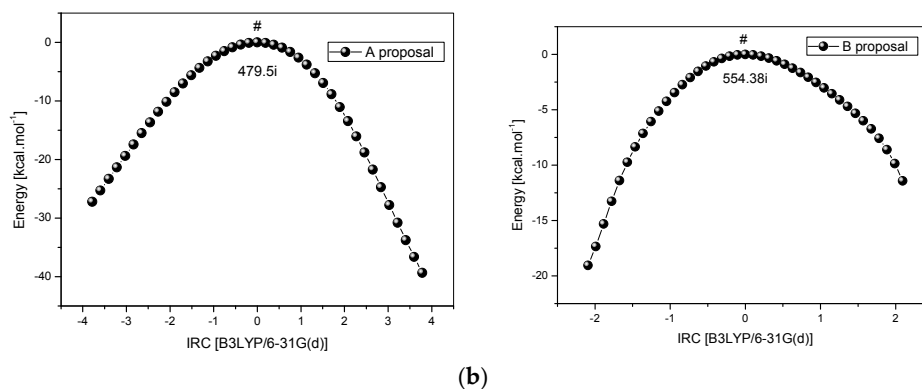 #
A proposal
479.5i
0
-10
-20
-30
-40
Energy [kcal.mol⁻¹]
-4 -3 -2 -1 0 1 2 3 4
IRC [B3LYP/6-31G(d)]
#
B proposal
554.38i
0
-5
-10
-15
-20
Energy [kcal.mol⁻¹]
-2 -1 0 1 2
IRC [B3LYP/6-31G(d)]
(b)